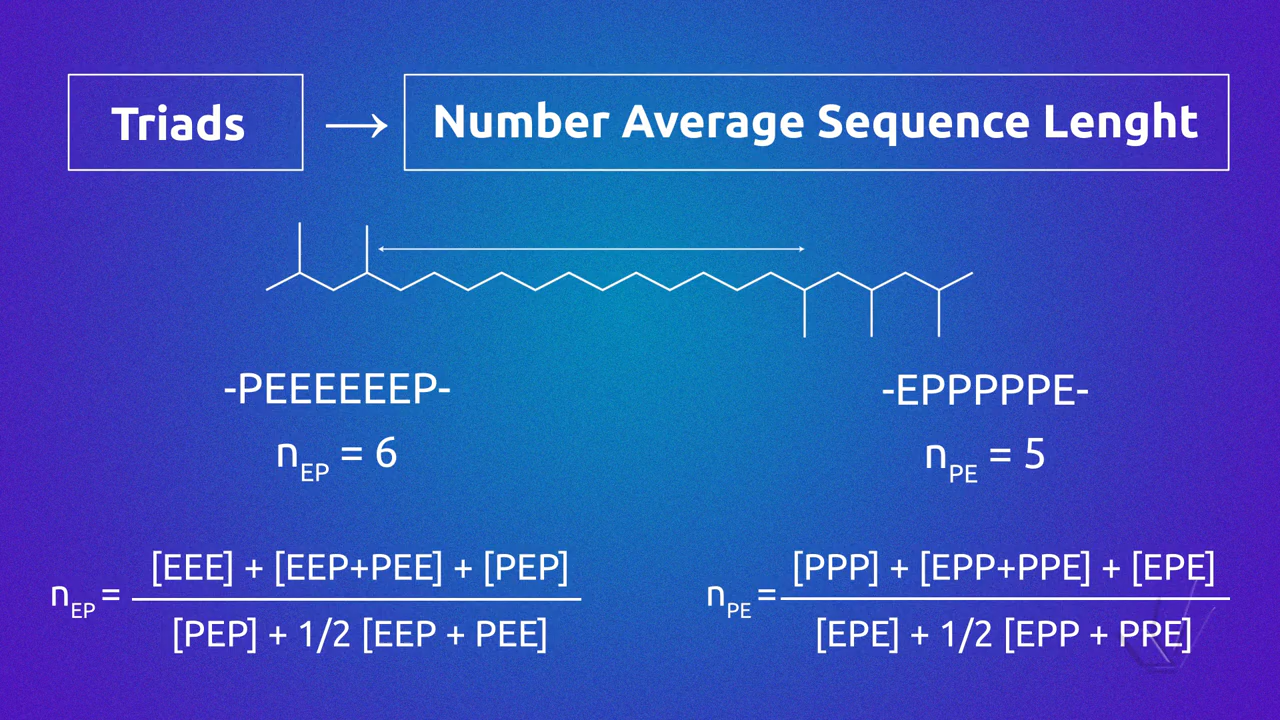 Triads → Number Average Sequence Lenght
-PEEEEEEP-
n_EP = 6
-EPPPPPE-
n_PE = 5
n_EP = [EEE] + [EEP+PEE] + [PEP]
[PEP] + 1/2 [EEP + PEE]
n_PE = [PPP] + [EPP+PPE] + [EPE]
[EPE] + 1/2 [EPP + PPE]